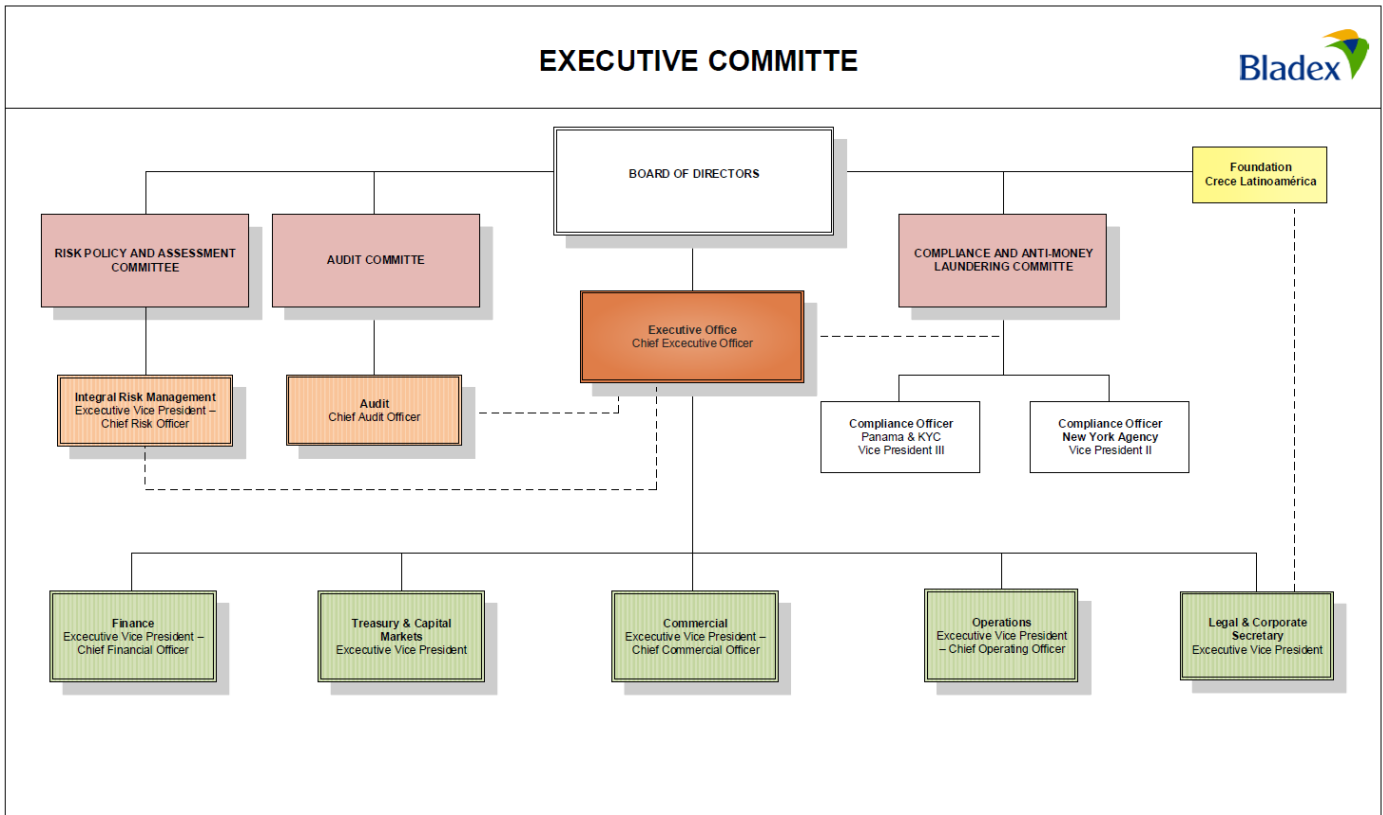 EXECUTIVE COMMITTE
Bladex
BOARD OF DIRECTORS
Foundation
Crece Latinoamérica
RISK POLICY AND ASSESSMENT
COMMITTEE
AUDIT COMMITTE
COMPLIANCE AND ANTI-MONEY
LAUNDERING COMMITTE
Executive Office
Chief Excecutive Officer
Integral Risk Management
Excecutive Vice President –
Chief Risk Officer
Audit
Chief Audit Officer
Compliance Officer
Panama & KYC
Vice President III
Compliance Officer
New York Agency
Vice President II
Finance
Excecutive Vice President –
Chief Financial Officer
Treasury & Capital
Markets
Excecutive Vice President
Commercial
Excecutive Vice President –
Chief Commercial Officer
Operations
Excecutive Vice President
– Chief Operating Officer
Legal & Corporate
Secretary
Excecutive Vice President